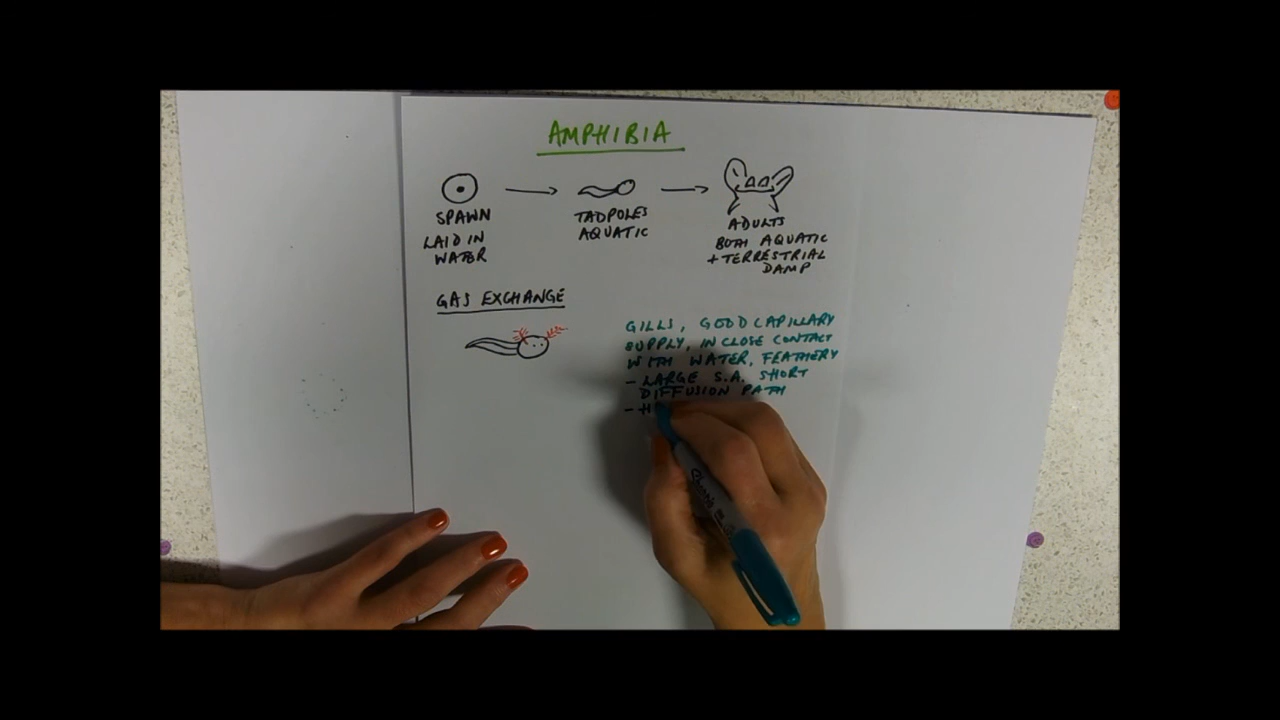 AMPHIBIA
SPAWN
LAID IN
WATER
TADPOLES
AQUATIC
ADULTS
BOTH AQUATIC
+ TERRESTRIAL
DAMP
GAS EXCHANGE
GILLS, GOOD CAPILLARY
SUPPLY, IN CLOSE CONTACT
WITH WATER, FEATHERY
- LARGE S.A. SHORT
DIFFUSION PATH
- H